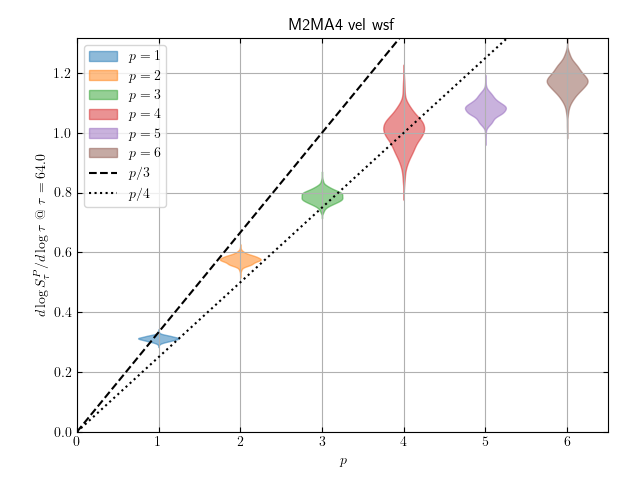 M2MA4 vel wsf
d log S_τ^P / d log τ @ τ = 64.0
1.2
1.0
0.8
0.6
0.4
0.2
0.0
p = 1
p = 2
p = 3
p = 4
p = 5
p = 6
p/3
p/4
0 1 2 3 4 5 6
p